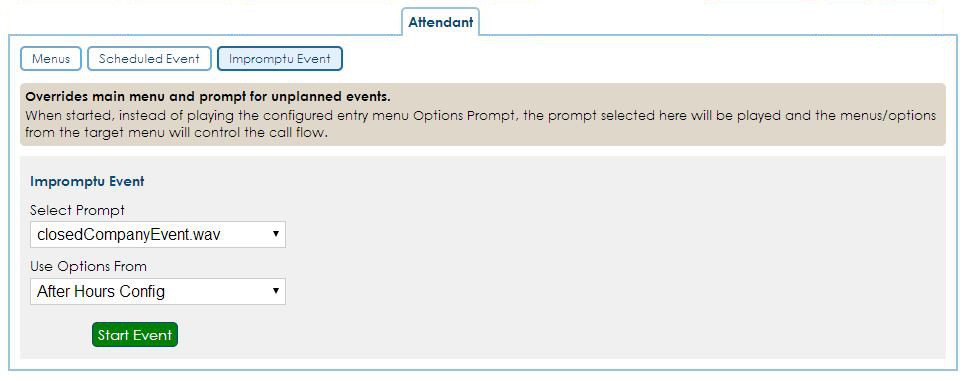 Attendant
Menus
Scheduled Event
Impromptu Event
Overrides main menu and prompt for unplanned events.
When started, instead of playing the configured entry menu Options Prompt, the prompt selected here will be played and the menus/options
from the target menu will control the call flow.
Impromptu Event
Select Prompt
closedCompanyEvent.wav
Use Options From
After Hours Config
Start Event